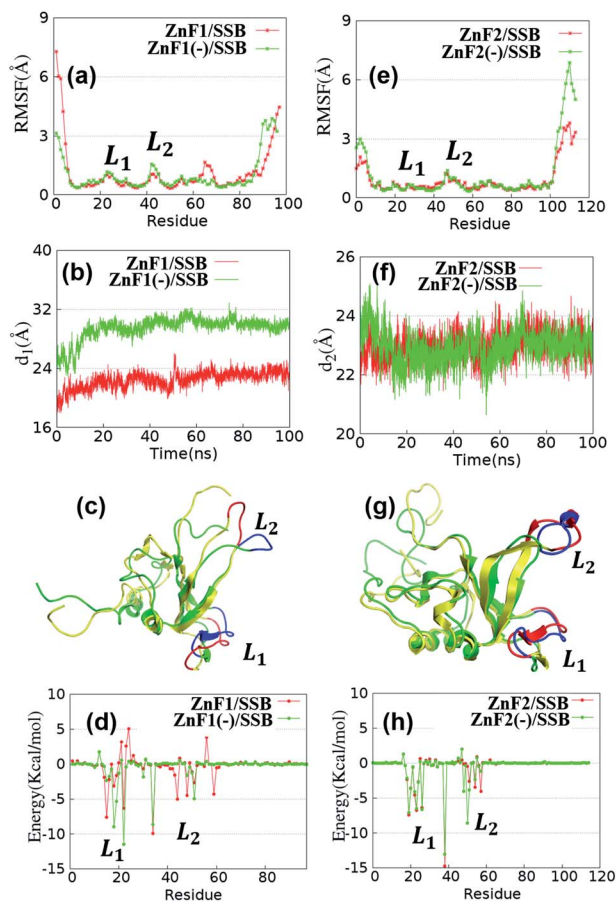 ZnF1/SSB
ZnF1(-)/SSB
(a)
L1
L2
RMSF(Å)
9
6
3
0
0 20 40 60 80 100
Residue
ZnF2/SSB
ZnF2(-)/SSB
(e)
L1
L2
RMSF(Å)
9
6
3
0
0 20 40 60 80 100 120
Residue
(b)
ZnF1/SSB
ZnF1(-)/SSB
d1(Å)
40
32
24
16
0 20 40 60 80 100
Time(ns)
(f)
ZnF2/SSB
ZnF2(-)/SSB
d2(Å)
26
24
22
20
0 20 40 60 80 100
Time(ns)
(c)
L2
L1
(g)
L2
L1
(d)
ZnF1/SSB
ZnF1(-)/SSB
L1
L2
Energy(Kcal/mol)
10
5
0
-5
-10
-15
0 20 40 60 80
Residue
(h)
ZnF2/SSB
ZnF2(-)/SSB
L1
L2
Energy(Kcal/mol)
10
5
0
-5
-10
-15
0 20 40 60 80 100 120
Residue